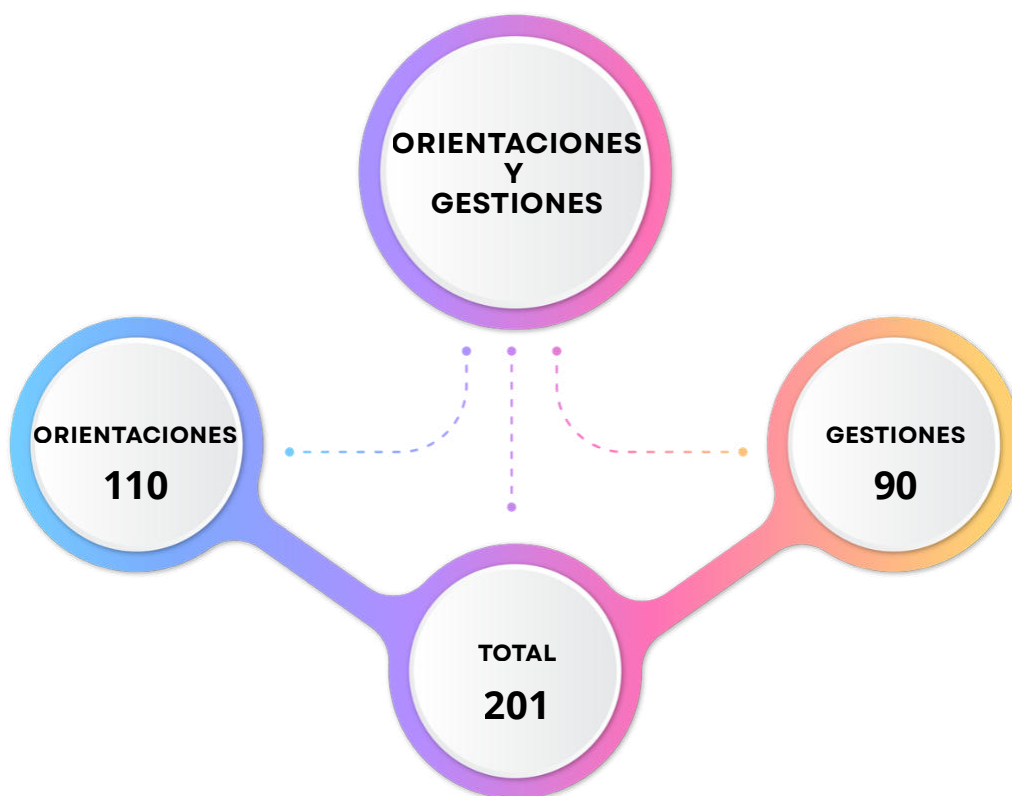 ORIENTACIONES
Y
GESTIONES
ORIENTACIONES
110
GESTIONES
90
TOTAL
201